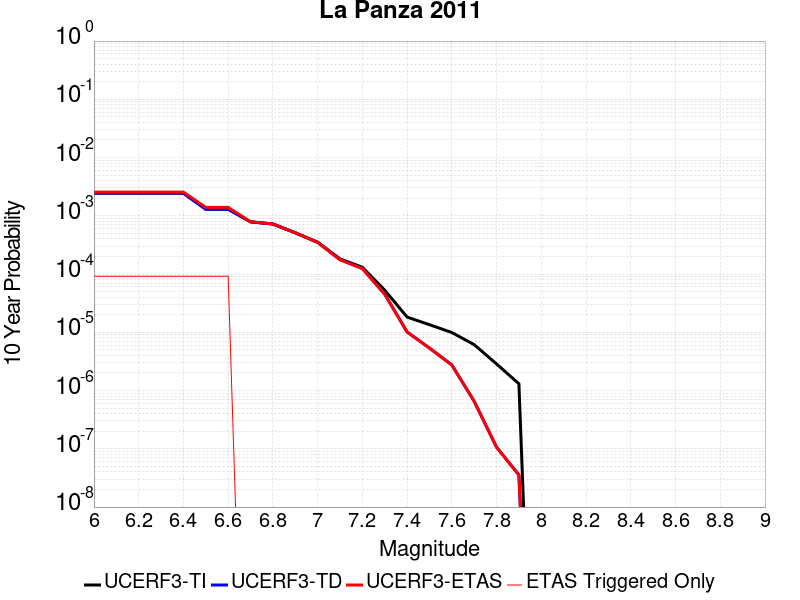 La Panza 2011
10 0
10 -1
10 -2
10 -3
10 -4
10 -5
10 -6
10 -7
10 -8
10 Year Probability
6 6.2 6.4 6.6 6.8 7 7.2 7.4 7.6 7.8 8 8.2 8.4 8.6 8.8 9
Magnitude
UCERF3-TI UCERF3-TD UCERF3-ETAS ETAS Triggered Only